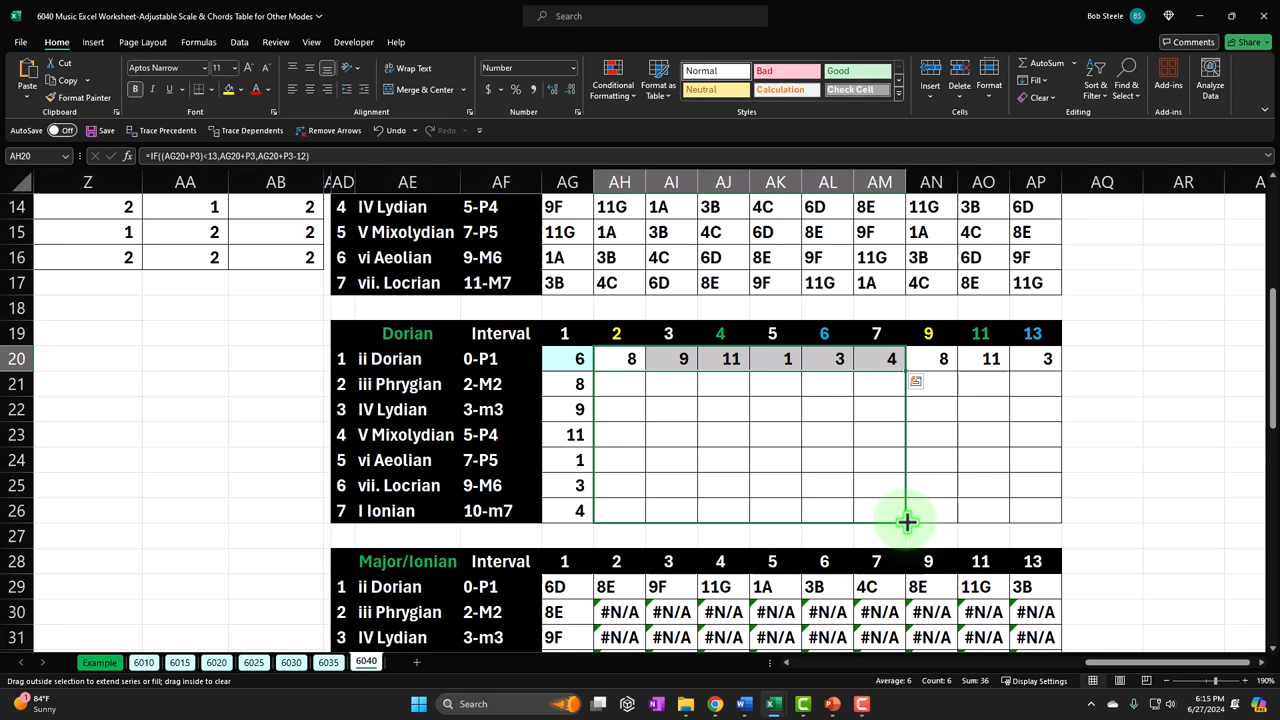 6040 Music Excel Worksheet-Adjustable Scale & Chords Table for Other Modes
Search
Bob Steele BS
File Home Insert Draw Page Layout Formulas Data Review View Developer Help
Comments Share
Paste Cut Copy Format Painter
Clipboard
Aptos Narrow 11
B I U
Font
Wrap Text
Merge & Center
Alignment
Number
$ % ,
Number
Conditional Formatting Format as Table
Normal Bad Good
Neutral Calculation Check Cell
Styles
Insert Delete Format
Cells
AutoSum Fill Clear
Sort & Filter Find & Select
Editing
Add-ins
Add-ins
Analyze Data
AutoSave Off Save Trace Precedents Trace Dependents Remove Arrows Undo Redo
AH20 fx =IF((AG20+P3)<13,AG20+P3,AG20+P3-12)
Z AA AB AD AE AF AG AH AI AJ AK AL AM AN AO AP AQ AR
14 2 1 2 4 IV Lydian 5-P4 9F 11G 1A 3B 4C 6D 8E 11G 3B 6D
15 1 2 2 5 V Mixolydian 7-P5 11G 1A 3B 4C 6D 8E 9F 1A 4C 8E
16 2 2 2 6 vi Aeolian 9-M6 1A 3B 4C 6D 8E 9F 11G 3B 6D 9F
17 7 vii. Locrian 11-M7 3B 4C 6D 8E 9F 11G 1A 4C 8E 11G
18
19 Dorian Interval 1 2 3 4 5 6 7 9 11 13
20 1 ii Dorian 0-P1 6 8 9 11 1 3 4 8 11 3
21 2 iii Phrygian 2-M2 8
22 3 IV Lydian 3-m3 9
23 4 V Mixolydian 5-P4 11
24 5 vi Aeolian 7-P5 1
25 6 vii. Locrian 9-M6 3
26 7 I Ionian 10-m7 4
27
28 Major/Ionian Interval 1 2 3 4 5 6 7 9 11 13
29 1 ii Dorian 0-P1 6D 8E 9F 11G 1A 3B 4C 8E 11G 3B
30 2 iii Phrygian 2-M2 8E #N/A #N/A #N/A #N/A #N/A #N/A #N/A #N/A #N/A
31 3 IV Lydian 3-m3 9F #N/A #N/A #N/A #N/A #N/A #N/A #N/A #N/A #N/A
Example 6010 6015 6020 6025 6030 6035 6040
Drag outside selection to extend series or fill; drag inside to clear
Average: 6 Count: 6 Sum: 36 Display Settings 190%
84°F
Sunny
Search
6:15 PM
6/27/2024